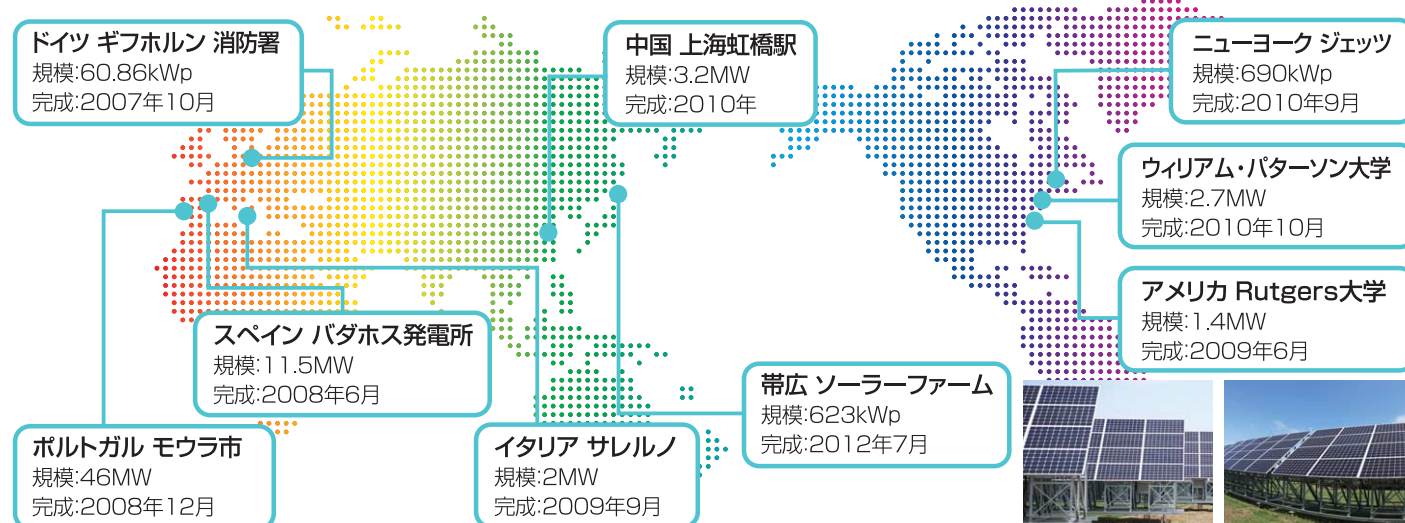 ドイツ ギフホルン 消防署
規模:60.86kWp
完成:2007年10月
中国 上海虹橋駅
規模:3.2MW
完成:2010年
ニューヨーク ジェッツ
規模:690kWp
完成:2010年9月
ウィリアム・パターソン大学
規模:2.7MW
完成:2010年10月
アメリカ Rutgers大学
規模:1.4MW
完成:2009年6月
スペイン バダホス発電所
規模:11.5MW
完成:2008年6月
帯広 ソーラーファーム
規模:623kWp
完成:2012年7月
ポルトガル モウラ市
規模:46MW
完成:2008年12月
イタリア サレルノ
規模:2MW
完成:2009年9月